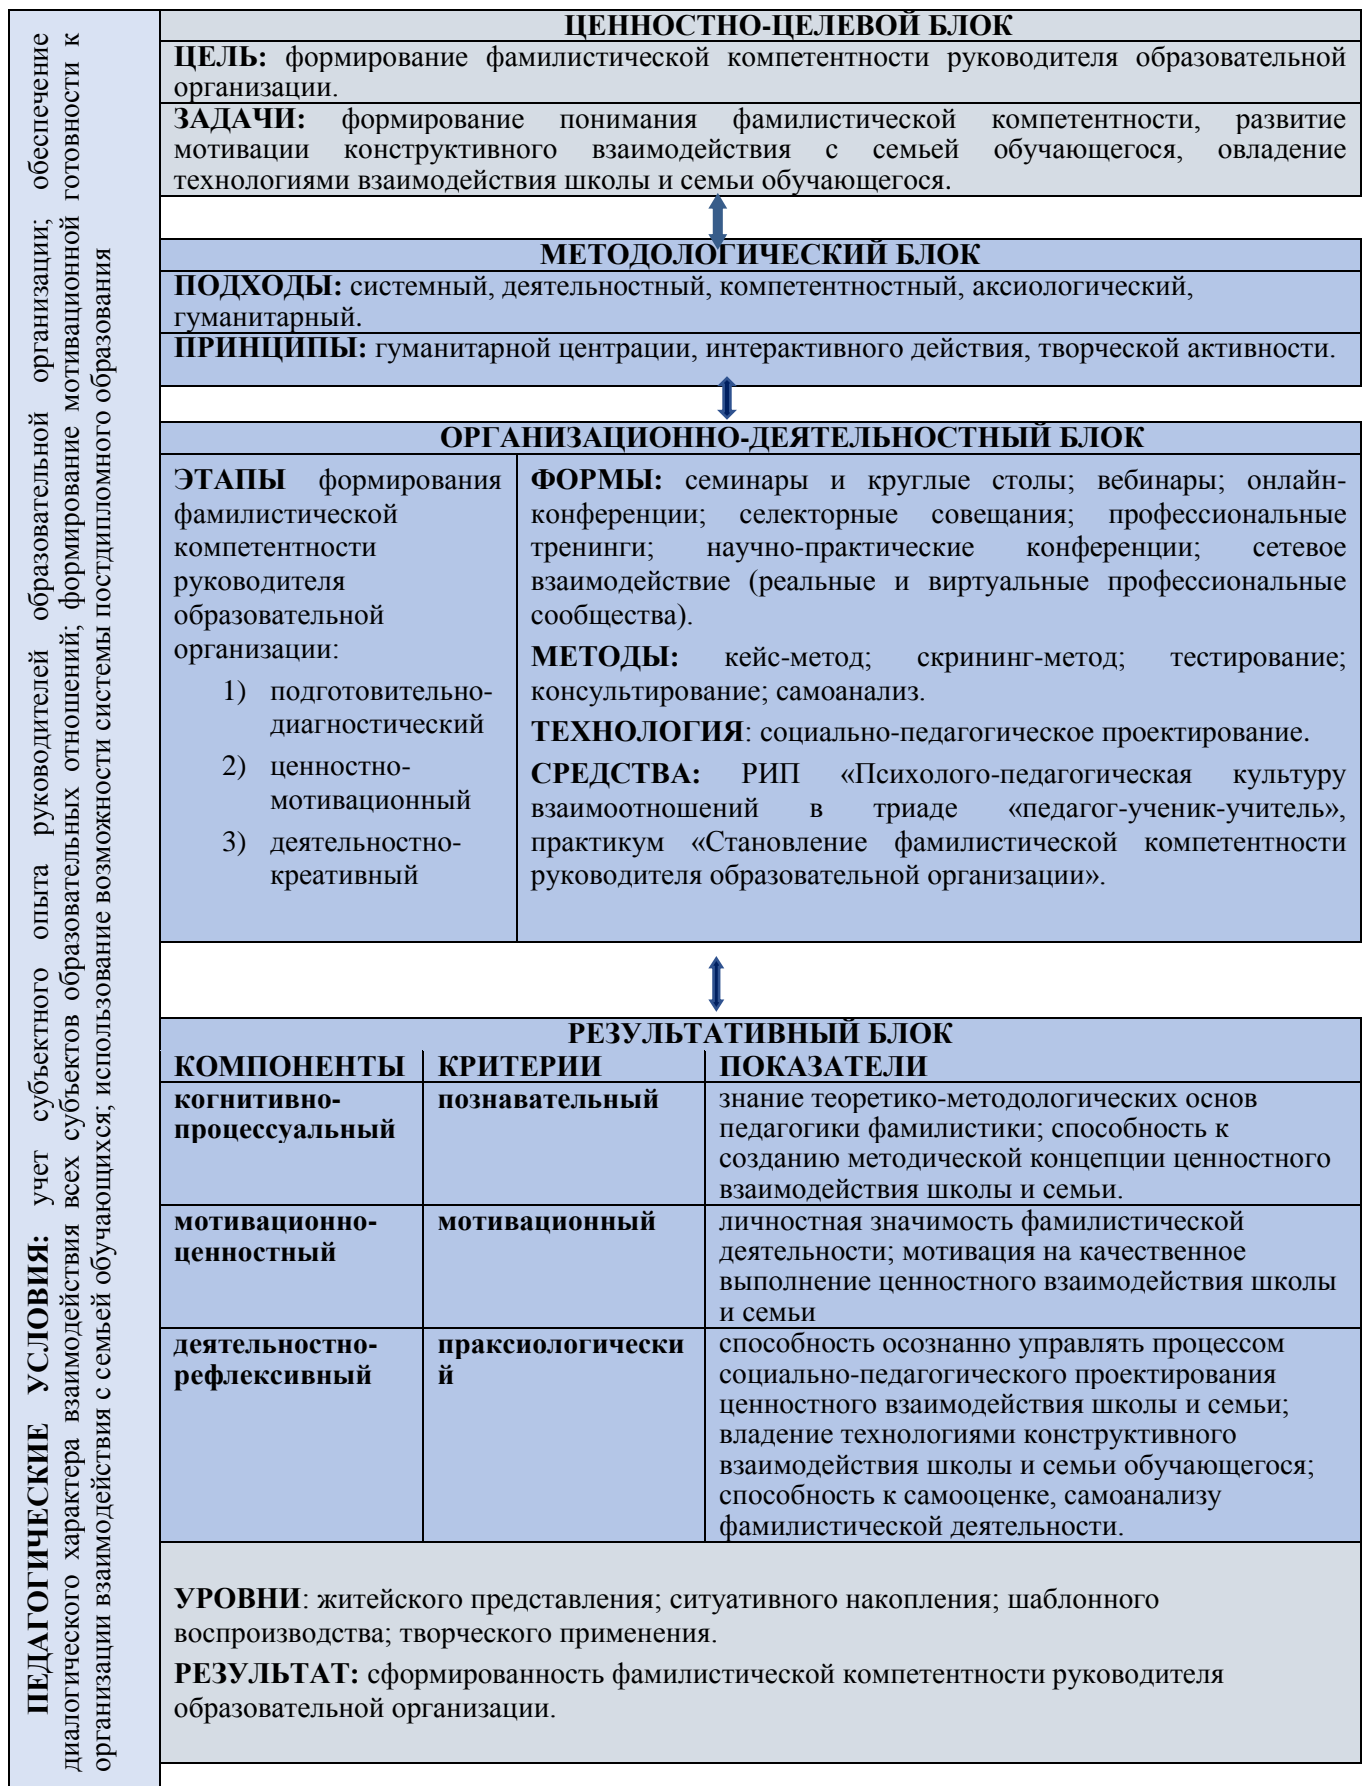 ПЕДАГОГИЧЕСКИЕ УСЛОВИЯ: учет субъектного опыта руководителей образовательной организации; обеспечение
диалогического характера взаимодействия всех субъектов образовательных отношений; формирование мотивационной готовности к
организации взаимодействия с семьей обучающихся; использование возможности системы постдипломного образования
ЦЕННОСТНО-ЦЕЛЕВОЙ БЛОК
ЦЕЛЬ: формирование фамилистической компетентности руководителя образовательной
организации.
ЗАДАЧИ: формирование понимания фамилистической компетентности, развитие
мотивации конструктивного взаимодействия с семьей обучающегося, овладение
технологиями взаимодействия школы и семьи обучающегося.
МЕТОДОЛОГИЧЕСКИЙ БЛОК
ПОДХОДЫ: системный, деятельностный, компетентностный, аксиологический,
гуманитарный.
ПРИНЦИПЫ: гуманитарной центрации, интерактивного действия, творческой активности.
ОРГАНИЗАЦИОННО-ДЕЯТЕЛЬНОСТНЫЙ БЛОК
ЭТАПЫ формирования
фамилистической
компетентности
руководителя
образовательной
организации:
1) подготовительно-
диагностический
2) ценностно-
мотивационный
3) деятельностно-
креативный
ФОРМЫ: семинары и круглые столы; вебинары; онлайн-
конференции; селекторные совещания; профессиональные
тренинги; научно-практические конференции; сетевое
взаимодействие (реальные и виртуальные профессиональные
сообщества).
МЕТОДЫ: кейс-метод; скрининг-метод; тестирование;
консультирование; самоанализ.
ТЕХНОЛОГИЯ: социально-педагогическое проектирование.
СРЕДСТВА: РИП «Психолого-педагогическая культуру
взаимоотношений в триаде «педагог-ученик-учитель»,
практикум «Становление фамилистической компетентности
руководителя образовательной организации».
РЕЗУЛЬТАТИВНЫЙ БЛОК
КОМПОНЕНТЫ КРИТЕРИИ ПОКАЗАТЕЛИ
когнитивно-
процессуальный
познавательный
знание теоретико-методологических основ
педагогики фамилистики; способность к
созданию методической концепции ценностного
взаимодействия школы и семьи.
мотивационно-
ценностный
мотивационный
личностная значимость фамилистической
деятельности; мотивация на качественное
выполнение ценностного взаимодействия школы
и семьи
деятельностно-
рефлексивный
праксиологически
й
способность осознанно управлять процессом
социально-педагогического проектирования
ценностного взаимодействия школы и семьи;
владение технологиями конструктивного
взаимодействия школы и семьи обучающегося;
способность к самооценке, самоанализу
фамилистической деятельности.
УРОВНИ: житейского представления; ситуативного накопления; шаблонного
воспроизводства; творческого применения.
РЕЗУЛЬТАТ: сформированность фамилистической компетентности руководителя
образовательной организации.